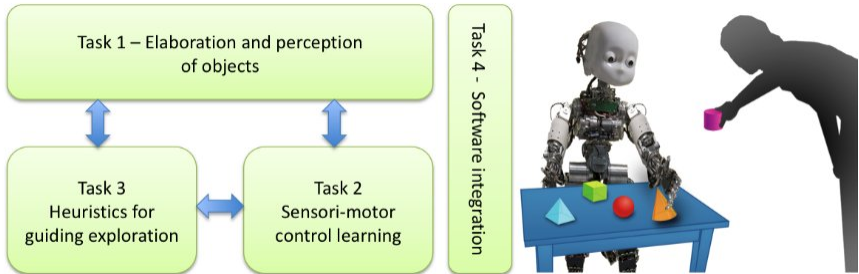 Task 1 – Elaboration and perception
of objects
Task 3
Heuristics for
guiding exploration
Task 2
Sensori-motor
control learning
Task 4 - Software integration